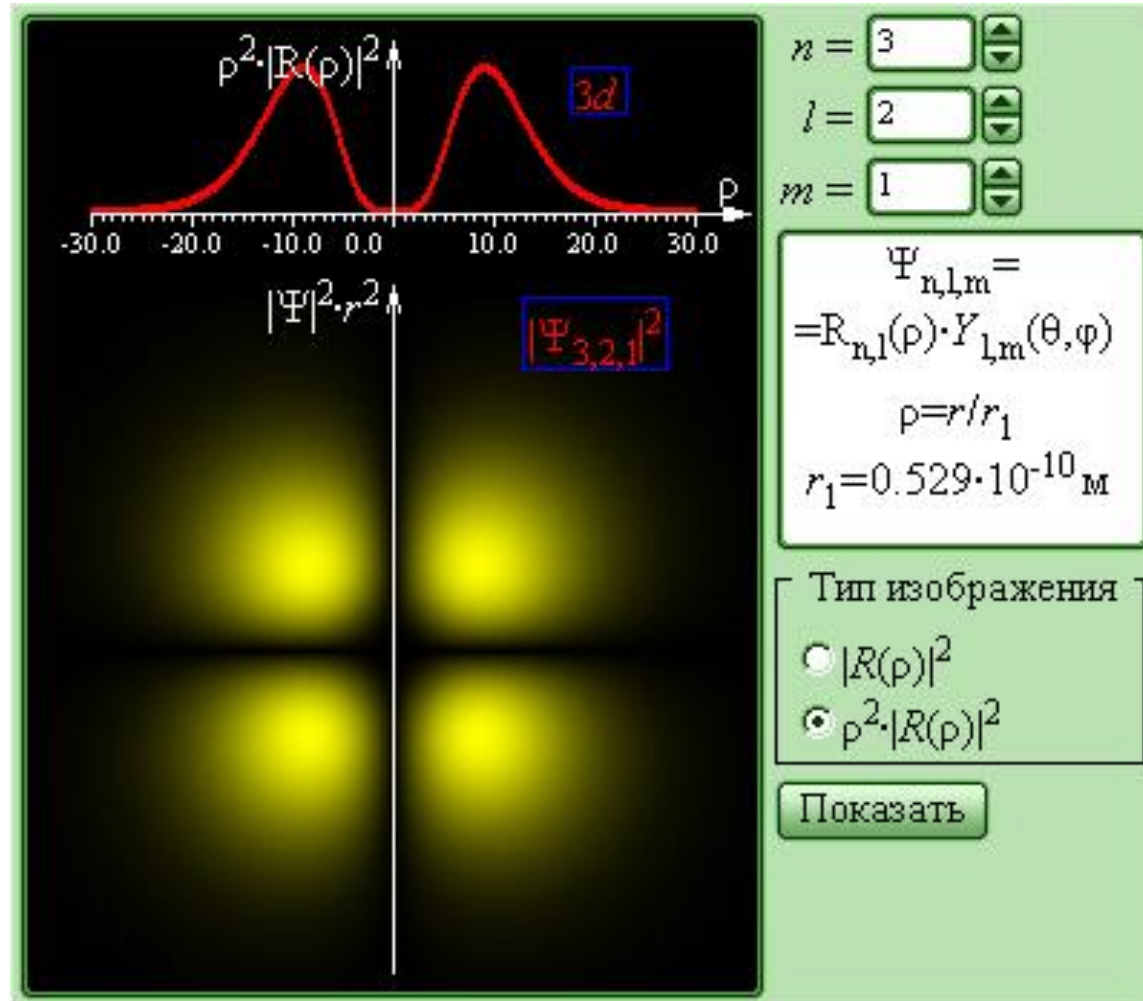 ρ²·|R(ρ)|²
3d
ρ
-30.0 -20.0 -10.0 0.0 10.0 20.0 30.0
|Ψ|²·r²
|Ψ3,2,1|²
n = 3
l = 2
m = 1
Ψn,l,m=
=Rn,l(ρ)·Yl,m(θ,φ)
ρ=r/r1
r1=0.529·10-10 м
Тип изображения
|R(ρ)|²
ρ²·|R(ρ)|²
Показать